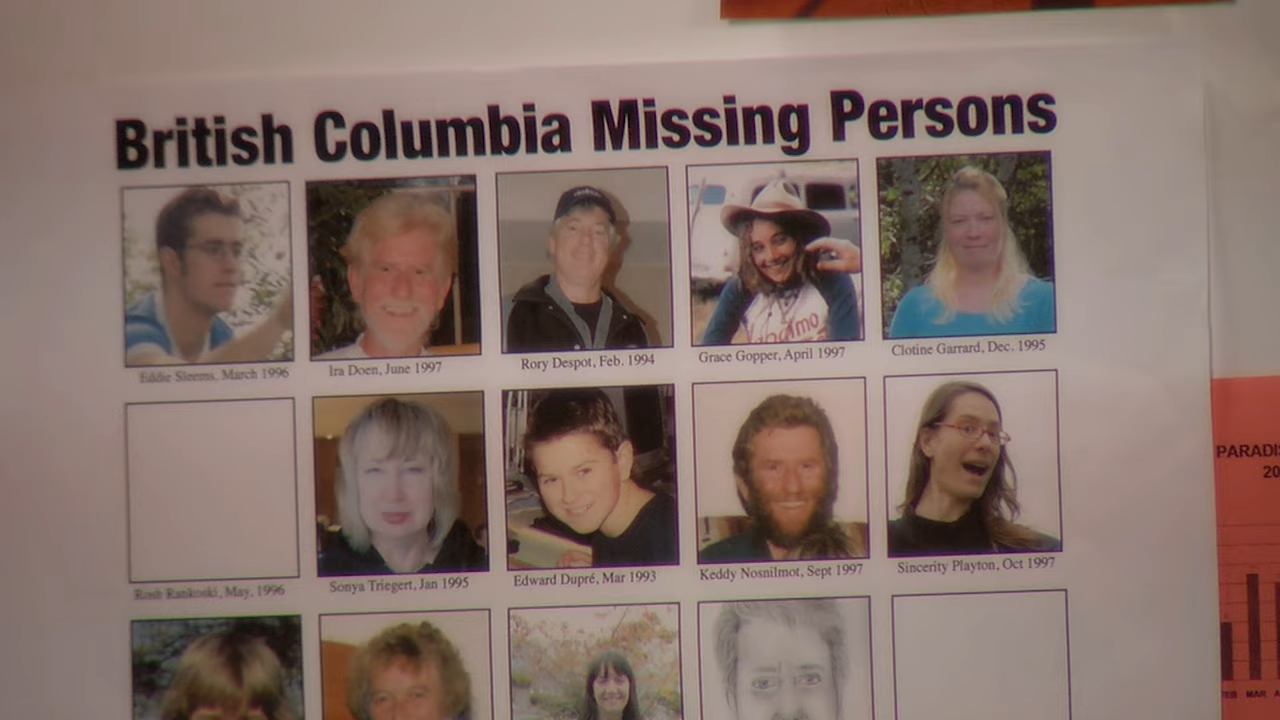 British Columbia Missing Persons
Eddie Sleems, March 1996
Ira Doen, June 1997
Rory Despot, Feb. 1994
Grace Gopper, April 1997
Clotine Garrard, Dec. 1995
Rosh Rankoski, May, 1996
Sonya Triegert, Jan 1995
Edward Dupré, Mar 1993
Keddy Nosnilmot, Sept 1997
Sincerity Playton, Oct 1997
PARADI
20
MAR